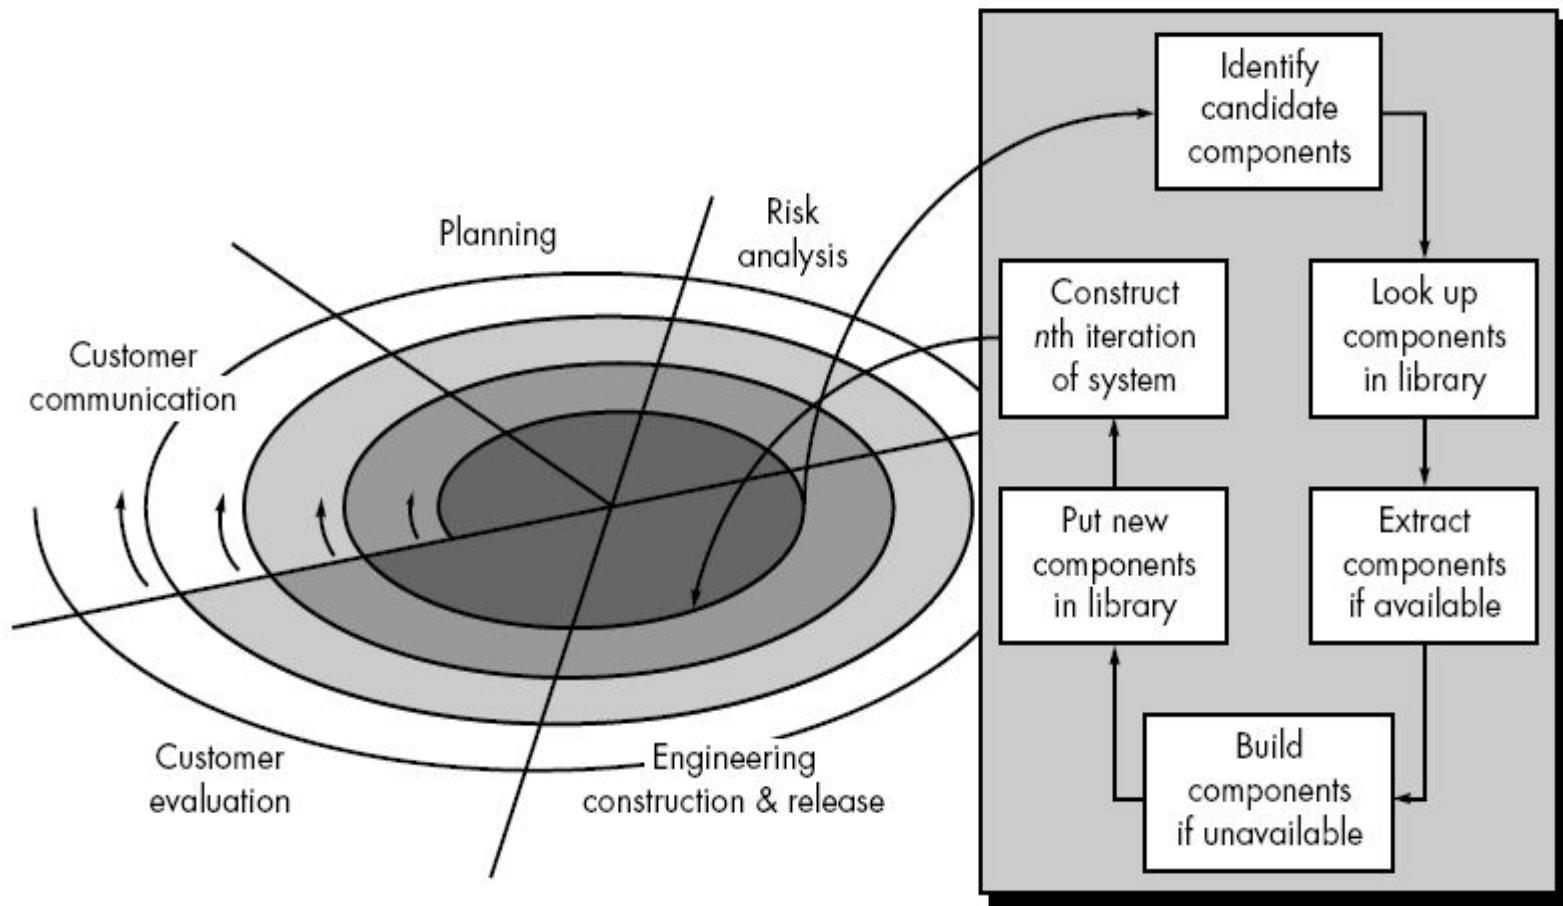 Planning
Risk
analysis
Customer
communication
Customer
evaluation
Engineering
construction & release
Identify
candidate
components
Look up
components
in library
Extract
components
if available
Build
components
if unavailable
Put new
components
in library
Construct
nth iteration
of system